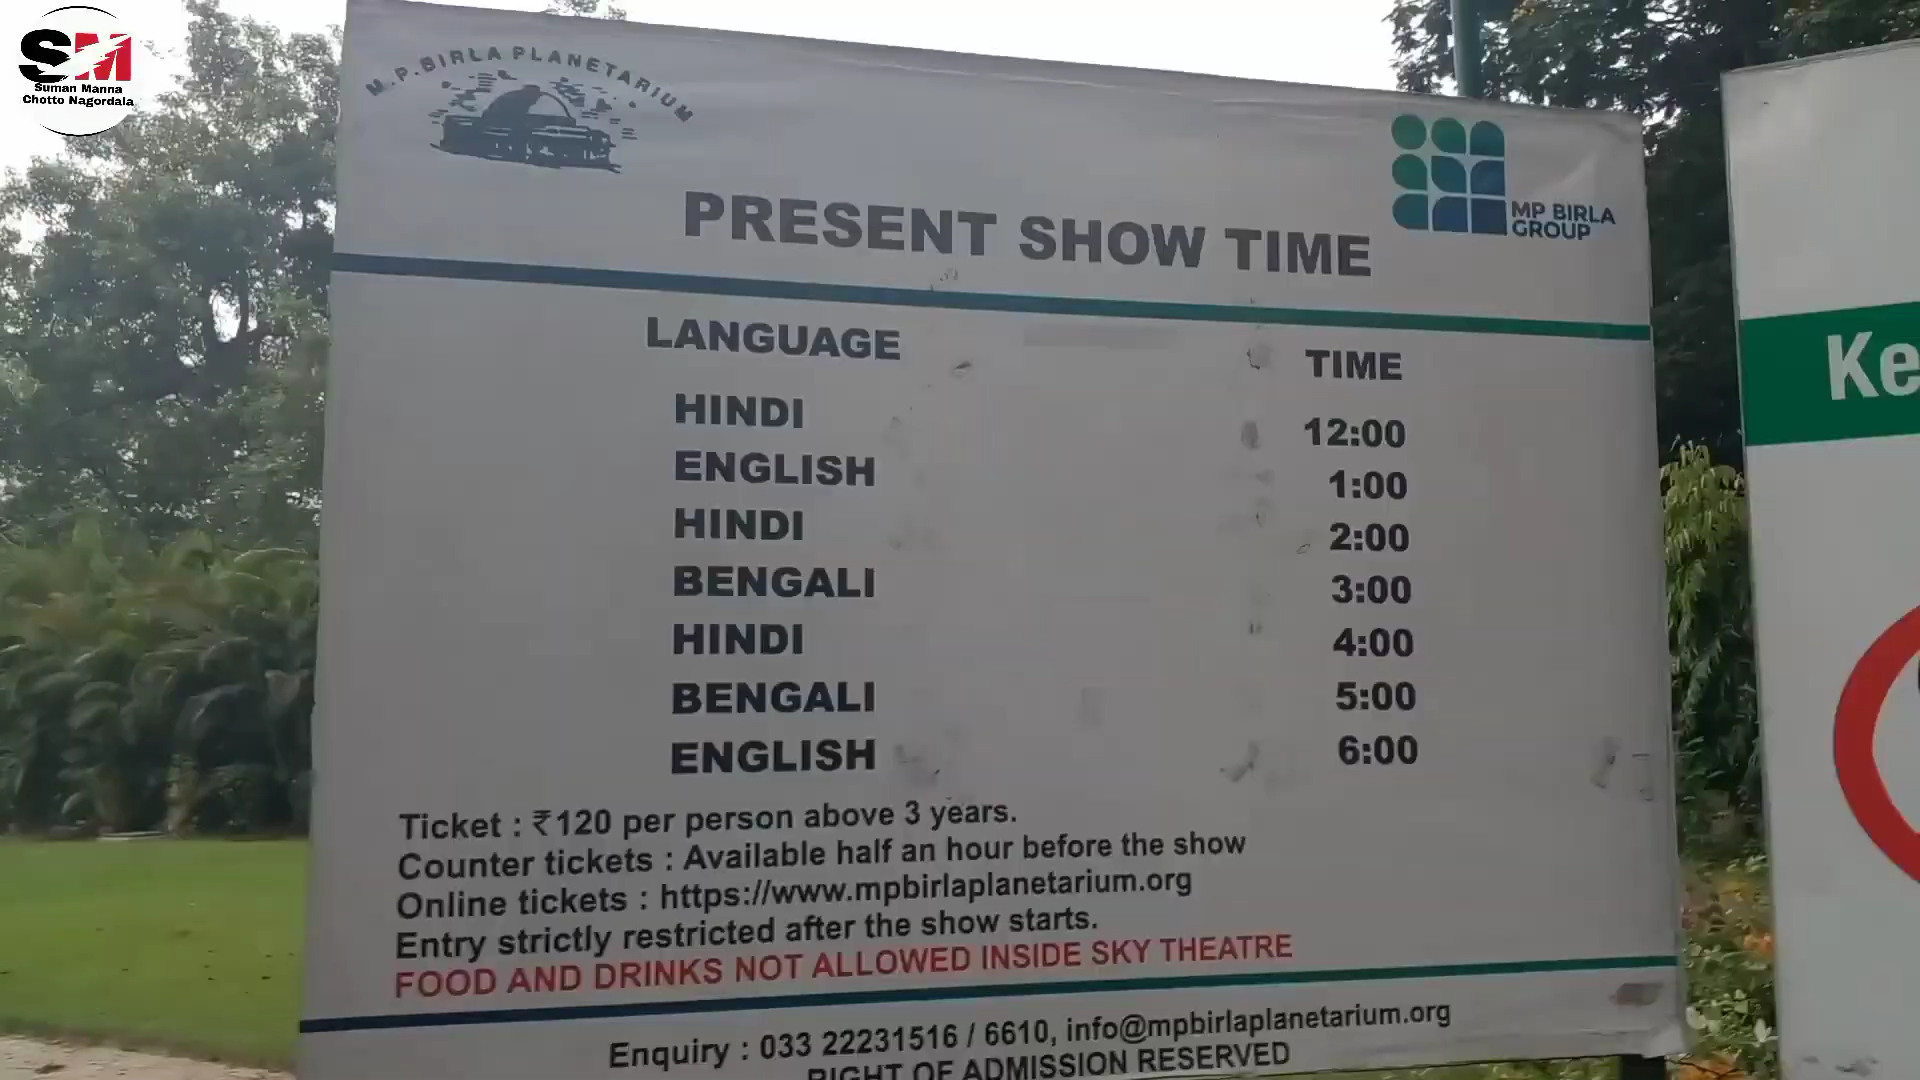 SM
Suman Manna
Chotto Nagordala
M.P.BIRLA PLANETARIUM
MP BIRLA
GROUP
PRESENT SHOW TIME
LANGUAGE TIME
HINDI 12:00
ENGLISH 1:00
HINDI 2:00
BENGALI 3:00
HINDI 4:00
BENGALI 5:00
ENGLISH 6:00
Ticket : ₹120 per person above 3 years.
Counter tickets : Available half an hour before the show
Online tickets : https://www.mpbirlaplanetarium.org
Entry strictly restricted after the show starts.
FOOD AND DRINKS NOT ALLOWED INSIDE SKY THEATRE
Enquiry : 033 22231516 / 6610, info@mpbirlaplanetarium.org
RIGHT OF ADMISSION RESERVED
Ke